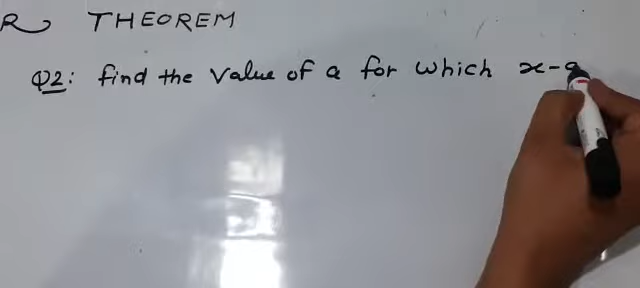 R THEOREM
Q2: find the value of a for which x-a